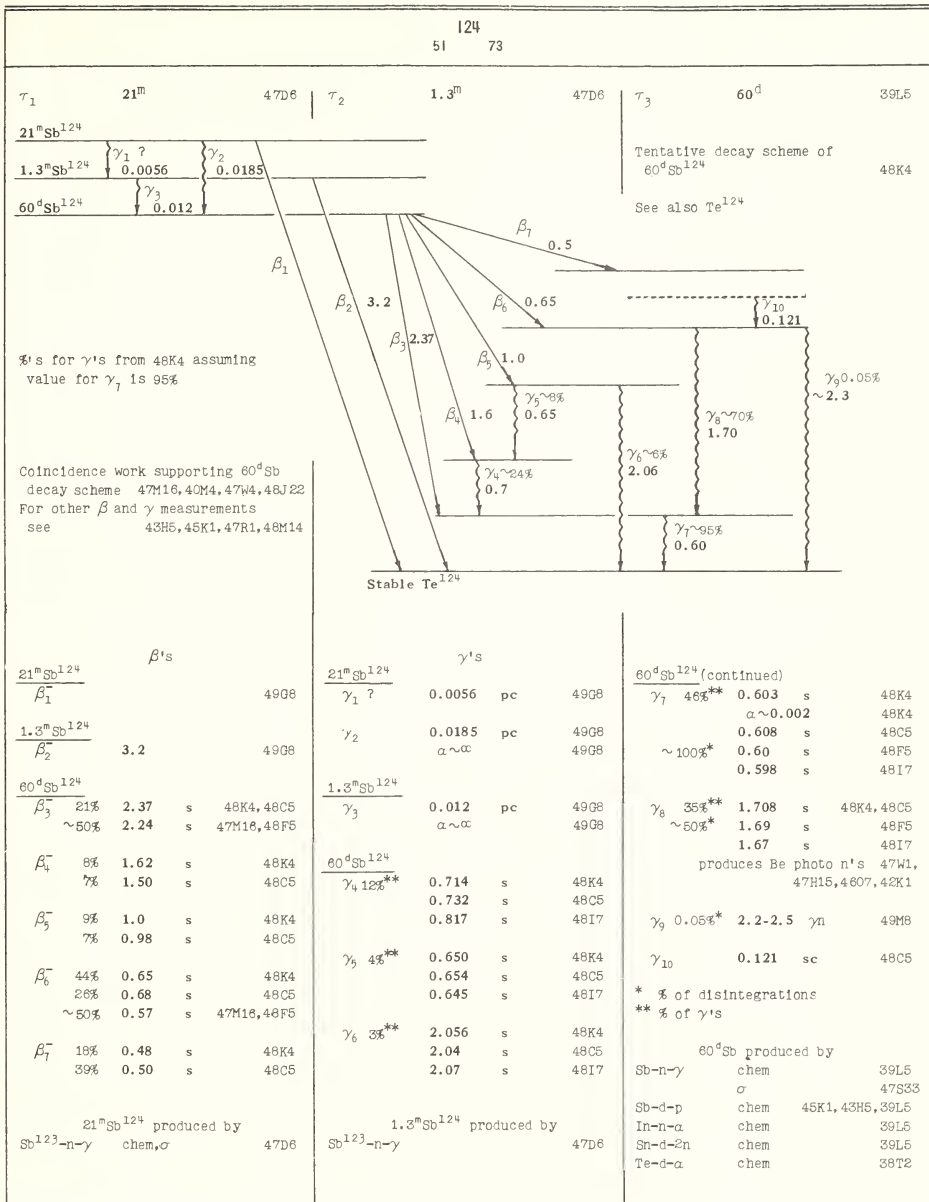 124
51 73
τ1 21ᵐ 47D6
τ2 1.3ᵐ 47D6
τ3 60ᵈ 39L5
21ᵐSb¹²⁴
γ1 ? 0.0056
γ2 0.0185
1.3ᵐSb¹²⁴
γ3 0.012
60ᵈSb¹²⁴
Tentative decay scheme of
60ᵈSb¹²⁴ 48K4
See also Te¹²⁴
β7 0.5
β1
β2 3.2
β6 0.65
γ10
0.121
β3 2.37
%'s for γ's from 48K4 assuming
value for γ7 is 95%
β5 1.0
γ9 0.05%
~2.3
γ5~8%
0.65
β4 1.6
γ8~70%
1.70
γ6~6%
2.06
Coincidence work supporting 60ᵈSb
decay scheme 47M16,40M4,47W4,48J22
For other β and γ measurements
see 43H5,45K1,47R1,48M14
γ4~24%
0.7
γ7~95%
0.60
Stable Te¹²⁴
β's
21ᵐSb¹²⁴
β1⁻ 49G8
1.3ᵐSb¹²⁴
β2⁻ 3.2 49G8
60ᵈSb¹²⁴
β3⁻ 21% 2.37 s 48K4,48C5
~50% 2.24 s 47M16,48F5
β4⁻ 8% 1.62 s 48K4
7% 1.50 s 48C5
β5⁻ 9% 1.0 s 48K4
7% 0.98 s 48C5
β6⁻ 44% 0.65 s 48K4
26% 0.68 s 48C5
~50% 0.57 s 47M16,48F5
β7⁻ 18% 0.48 s 48K4
39% 0.50 s 48C5
21ᵐSb¹²⁴ produced by
Sb¹²³-n-γ chem,σ 47D6
γ's
21ᵐSb¹²⁴
γ1 ? 0.0056 pc 49G8
γ2 0.0185 pc 49G8
α~∝ 49G8
1.3ᵐSb¹²⁴
γ3 0.012 pc 49G8
α~∝ 49G8
60ᵈSb¹²⁴
γ4 12%** 0.714 s 48K4
0.732 s 48C5
0.817 s 48I7
γ5 4%** 0.650 s 48K4
0.654 s 48C5
0.645 s 48I7
γ6 3%** 2.056 s 48K4
2.04 s 48C5
2.07 s 48I7
1.3ᵐSb¹²⁴ produced by
Sb¹²³-n-γ 47D6
60ᵈSb¹²⁴(continued)
γ7 46%** 0.603 s 48K4
α~0.002 48K4
0.608 s 48C5
~100%* 0.60 s 48F5
0.598 s 48I7
γ8 35%** 1.708 s 48K4,48C5
~50%* 1.69 s 48F5
1.67 s 48I7
produces Be photo n's 47W1,
47H15,46O7,42K1
γ9 0.05%* 2.2-2.5 γn 49M8
γ10 0.121 sc 48C5
* % of disintegrations
** % of γ's
60ᵈSb produced by
Sb-n-γ chem 39L5
σ 47S33
Sb-d-p chem 45K1,43H5,39L5
In-n-α chem 39L5
Sn-d-2n chem 39L5
Te-d-α chem 38T2